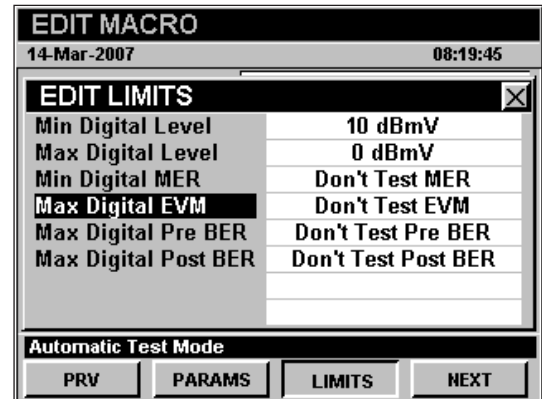 EDIT MACRO
14-Mar-2007 08:19:45
EDIT LIMITS
Min Digital Level 10 dBmV
Max Digital Level 0 dBmV
Min Digital MER Don't Test MER
Max Digital EVM Don't Test EVM
Max Digital Pre BER Don't Test Pre BER
Max Digital Post BER Don't Test Post BER
Automatic Test Mode
PRV PARAMS LIMITS NEXT